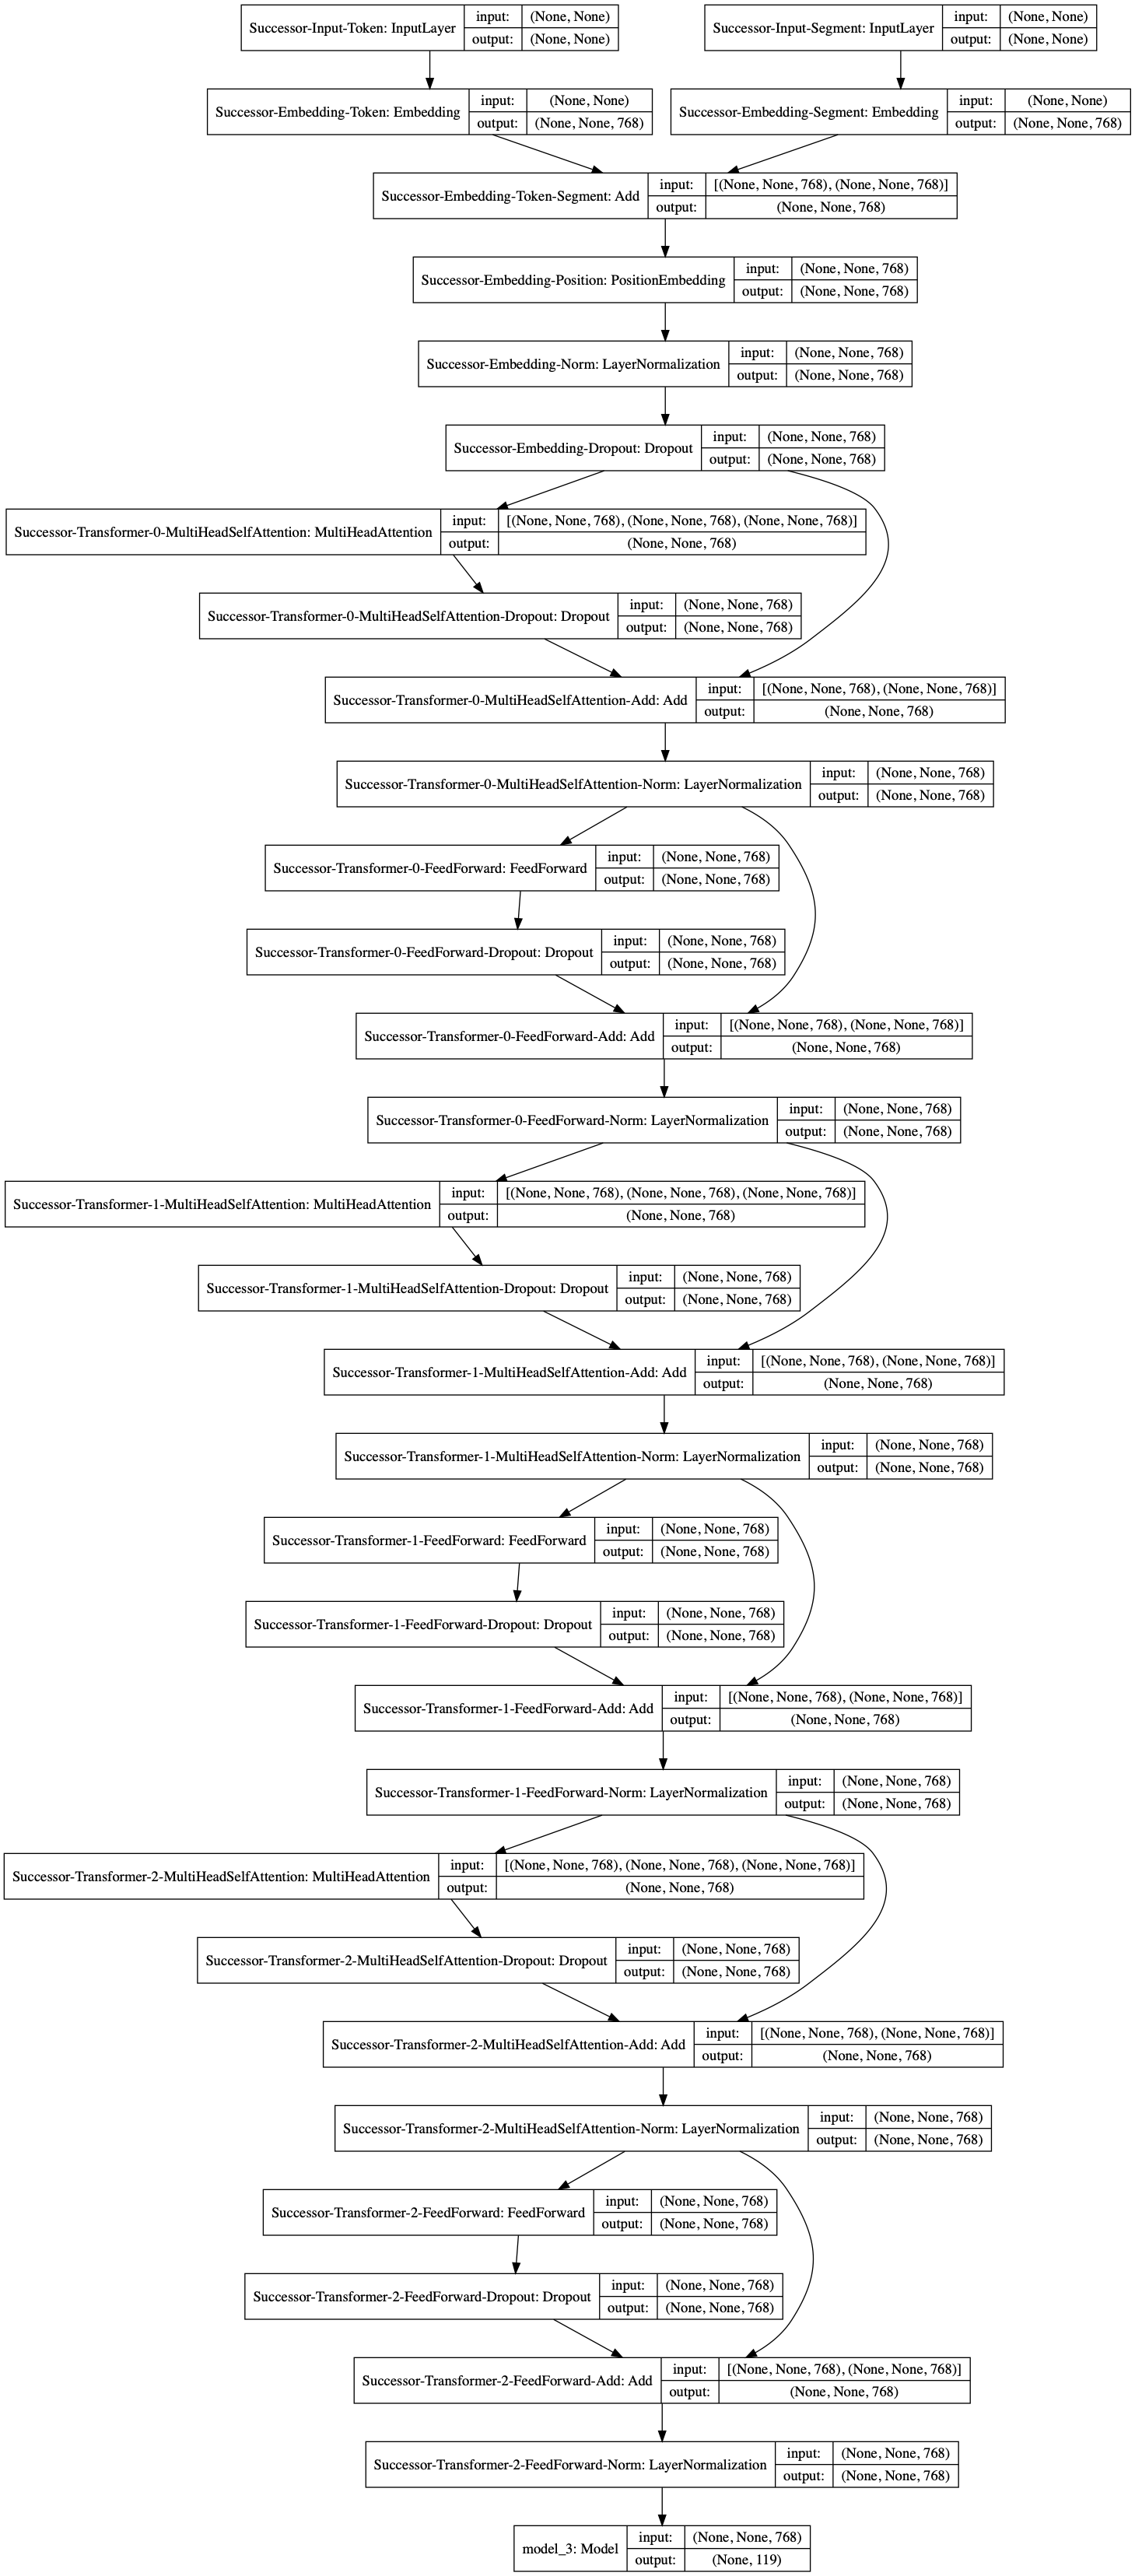 Successor-Input-Token: InputLayer
input: (None, None)
output: (None, None)
Successor-Input-Segment: InputLayer
input: (None, None)
output: (None, None)
Successor-Embedding-Token: Embedding
input: (None, None)
output: (None, None, 768)
Successor-Embedding-Segment: Embedding
input: (None, None)
output: (None, None, 768)
Successor-Embedding-Token-Segment: Add
input: [(None, None, 768), (None, None, 768)]
output: (None, None, 768)
Successor-Embedding-Position: PositionEmbedding
input: (None, None, 768)
output: (None, None, 768)
Successor-Embedding-Norm: LayerNormalization
input: (None, None, 768)
output: (None, None, 768)
Successor-Embedding-Dropout: Dropout
input: (None, None, 768)
output: (None, None, 768)
Successor-Transformer-0-MultiHeadSelfAttention: MultiHeadAttention
input: [(None, None, 768), (None, None, 768), (None, None, 768)]
output: (None, None, 768)
Successor-Transformer-0-MultiHeadSelfAttention-Dropout: Dropout
input: (None, None, 768)
output: (None, None, 768)
Successor-Transformer-0-MultiHeadSelfAttention-Add: Add
input: [(None, None, 768), (None, None, 768)]
output: (None, None, 768)
Successor-Transformer-0-MultiHeadSelfAttention-Norm: LayerNormalization
input: (None, None, 768)
output: (None, None, 768)
Successor-Transformer-0-FeedForward: FeedForward
input: (None, None, 768)
output: (None, None, 768)
Successor-Transformer-0-FeedForward-Dropout: Dropout
input: (None, None, 768)
output: (None, None, 768)
Successor-Transformer-0-FeedForward-Add: Add
input: [(None, None, 768), (None, None, 768)]
output: (None, None, 768)
Successor-Transformer-0-FeedForward-Norm: LayerNormalization
input: (None, None, 768)
output: (None, None, 768)
Successor-Transformer-1-MultiHeadSelfAttention: MultiHeadAttention
input: [(None, None, 768), (None, None, 768), (None, None, 768)]
output: (None, None, 768)
Successor-Transformer-1-MultiHeadSelfAttention-Dropout: Dropout
input: (None, None, 768)
output: (None, None, 768)
Successor-Transformer-1-MultiHeadSelfAttention-Add: Add
input: [(None, None, 768), (None, None, 768)]
output: (None, None, 768)
Successor-Transformer-1-MultiHeadSelfAttention-Norm: LayerNormalization
input: (None, None, 768)
output: (None, None, 768)
Successor-Transformer-1-FeedForward: FeedForward
input: (None, None, 768)
output: (None, None, 768)
Successor-Transformer-1-FeedForward-Dropout: Dropout
input: (None, None, 768)
output: (None, None, 768)
Successor-Transformer-1-FeedForward-Add: Add
input: [(None, None, 768), (None, None, 768)]
output: (None, None, 768)
Successor-Transformer-1-FeedForward-Norm: LayerNormalization
input: (None, None, 768)
output: (None, None, 768)
Successor-Transformer-2-MultiHeadSelfAttention: MultiHeadAttention
input: [(None, None, 768), (None, None, 768), (None, None, 768)]
output: (None, None, 768)
Successor-Transformer-2-MultiHeadSelfAttention-Dropout: Dropout
input: (None, None, 768)
output: (None, None, 768)
Successor-Transformer-2-MultiHeadSelfAttention-Add: Add
input: [(None, None, 768), (None, None, 768)]
output: (None, None, 768)
Successor-Transformer-2-MultiHeadSelfAttention-Norm: LayerNormalization
input: (None, None, 768)
output: (None, None, 768)
Successor-Transformer-2-FeedForward: FeedForward
input: (None, None, 768)
output: (None, None, 768)
Successor-Transformer-2-FeedForward-Dropout: Dropout
input: (None, None, 768)
output: (None, None, 768)
Successor-Transformer-2-FeedForward-Add: Add
input: [(None, None, 768), (None, None, 768)]
output: (None, None, 768)
Successor-Transformer-2-FeedForward-Norm: LayerNormalization
input: (None, None, 768)
output: (None, None, 768)
model_3: Model
input: (None, None, 768)
output: (None, 119)